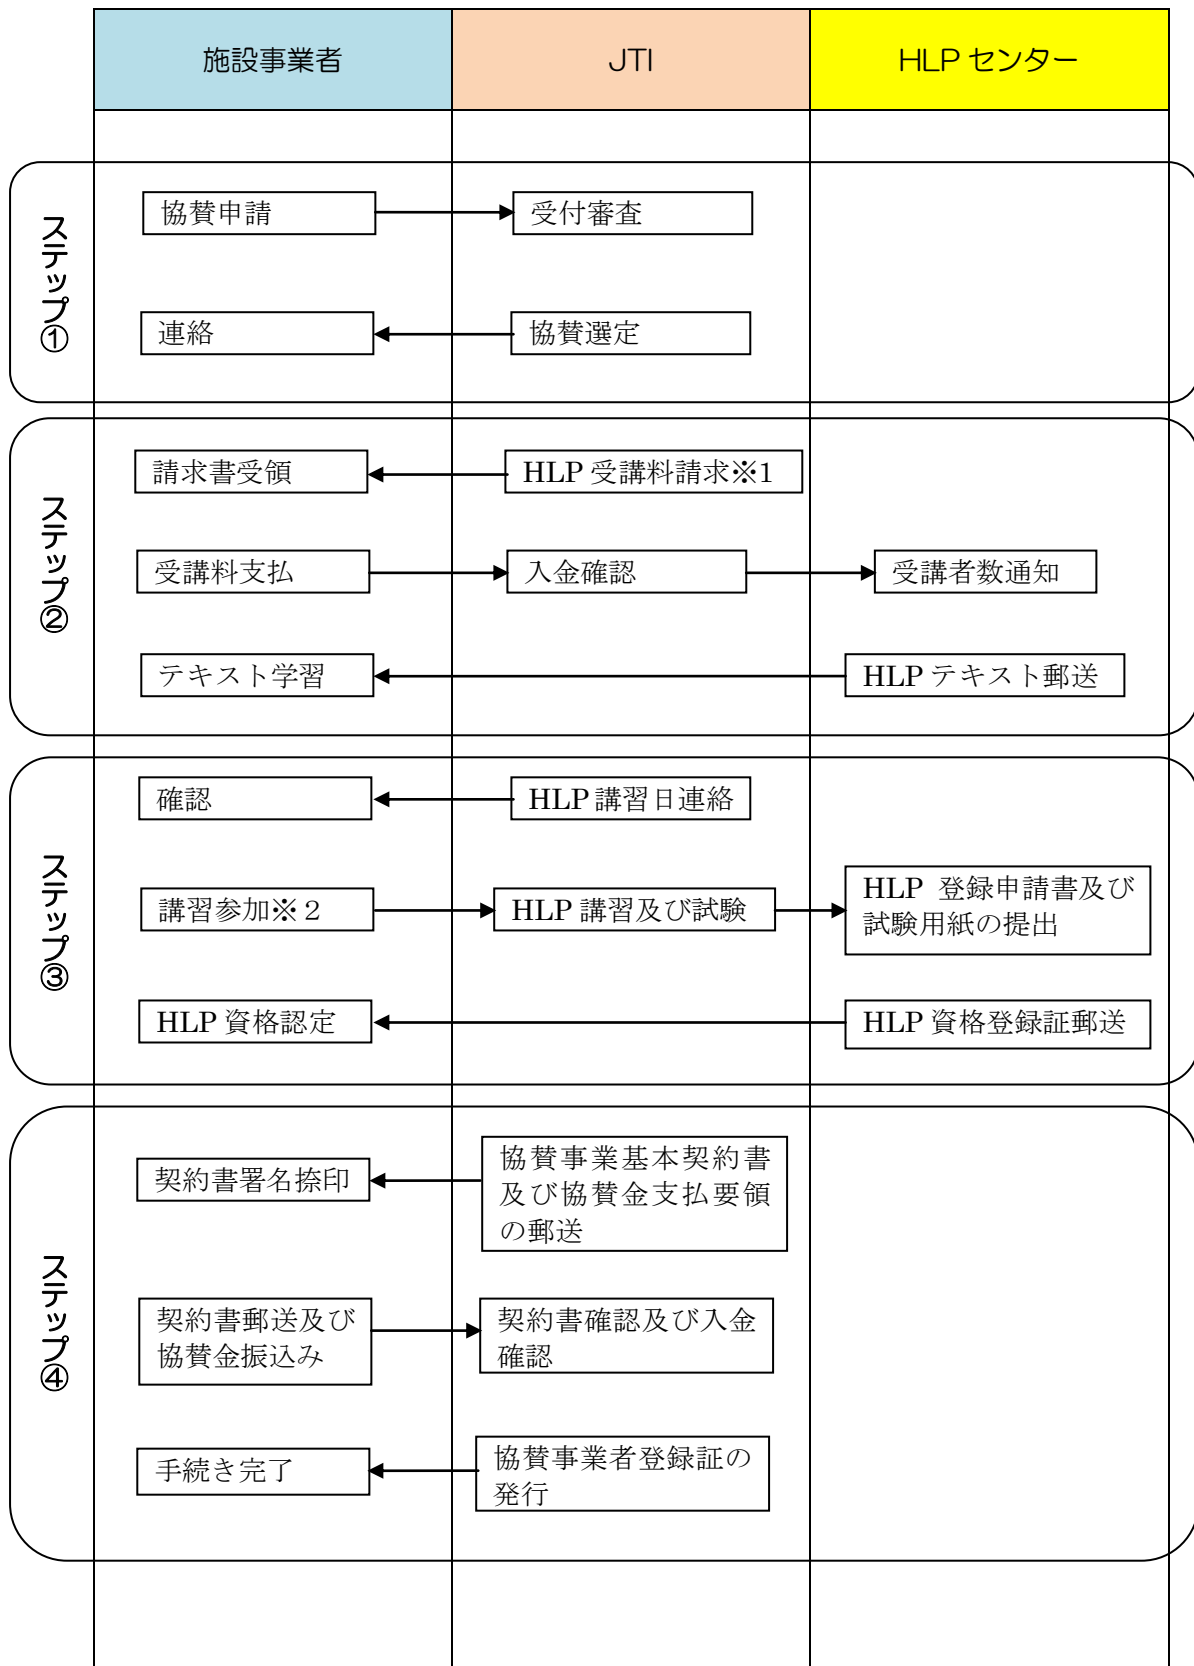 施設事業者
JTI
HLP センター
ステップ①
協賛申請
受付審査
連絡
協賛選定
ステップ②
請求書受領
HLP 受講料請求※1
受講料支払
入金確認
受講者数通知
テキスト学習
HLP テキスト郵送
ステップ③
確認
HLP 講習日連絡
講習参加※２
HLP 講習及び試験
HLP 登録申請書及び
試験用紙の提出
HLP 資格認定
HLP 資格登録証郵送
ステップ④
契約書署名捺印
協賛事業基本契約書
及び協賛金支払要領
の郵送
契約書郵送及び
協賛金振込み
契約書確認及び入金
確認
手続き完了
協賛事業者登録証の
発行